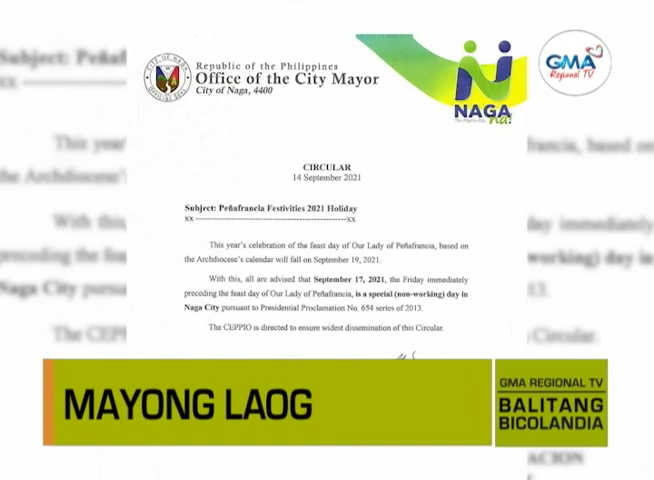 Republic of the Philippines
Office of the City Mayor
City of Naga, 4400
NAGA
na!
GMA
Regional TV
CIRCULAR
14 September 2021
Subject: Peñafrancia Festivities 2021 Holiday
xx ---------------------------------------------------xx
This year's celebration of the feast day of Our Lady of Peñafrancia, based on
the Archdiocese's calendar will fall on September 19, 2021.
With this, all are advised that September 17, 2021, the Friday immediately
preceding the feast day of Our Lady of Peñafrancia, is a special (non-working) day in
Naga City pursuant to Presidential Proclamation No. 654 series of 2013.
The CEPPIO is directed to ensure widest dissemination of this Circular.
MAYONG LAOG
GMA REGIONAL TV
BALITANG
BICOLANDIA